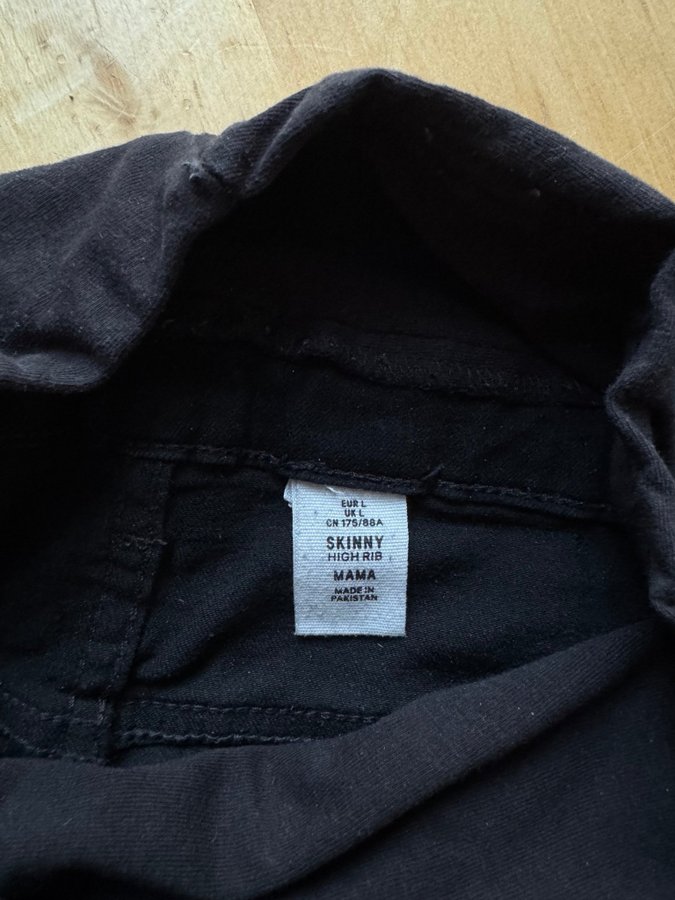 EUR L
UK L
CN 175/88A
SKINNY
HIGH RIB
MAMA
MADE IN
PAKISTAN